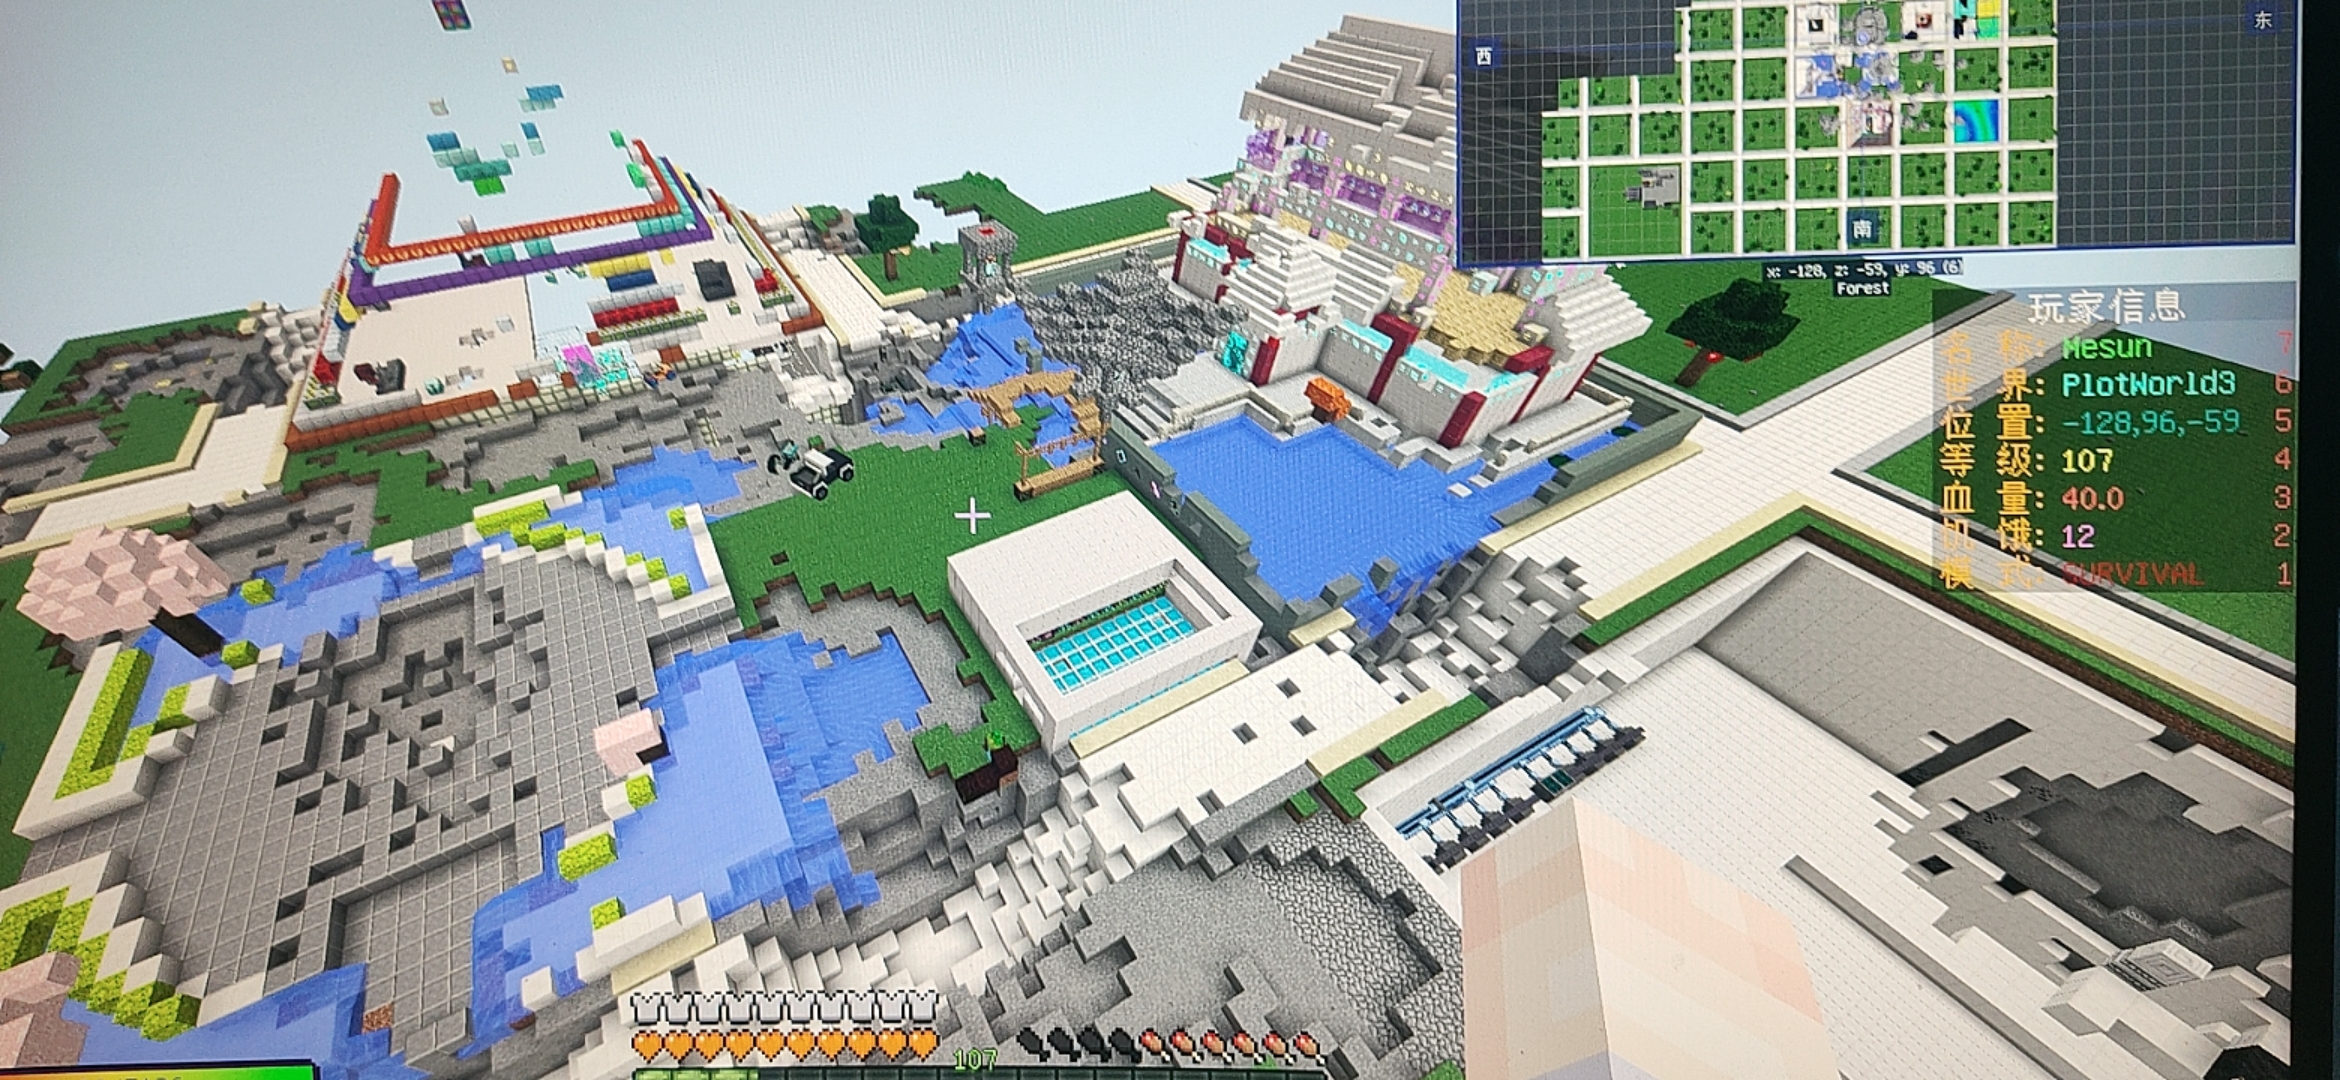 西
东
南
x: -128, z: -59, y: 96 (6)
Forest
玩家信息
名 称: Mesun 7
世 界: PlotWorld3 6
位 置: -128,96,-59 5
等 级: 107 4
血 量: 40.0 3
饥 饿: 12 2
模 式: SURVIVAL 1
107